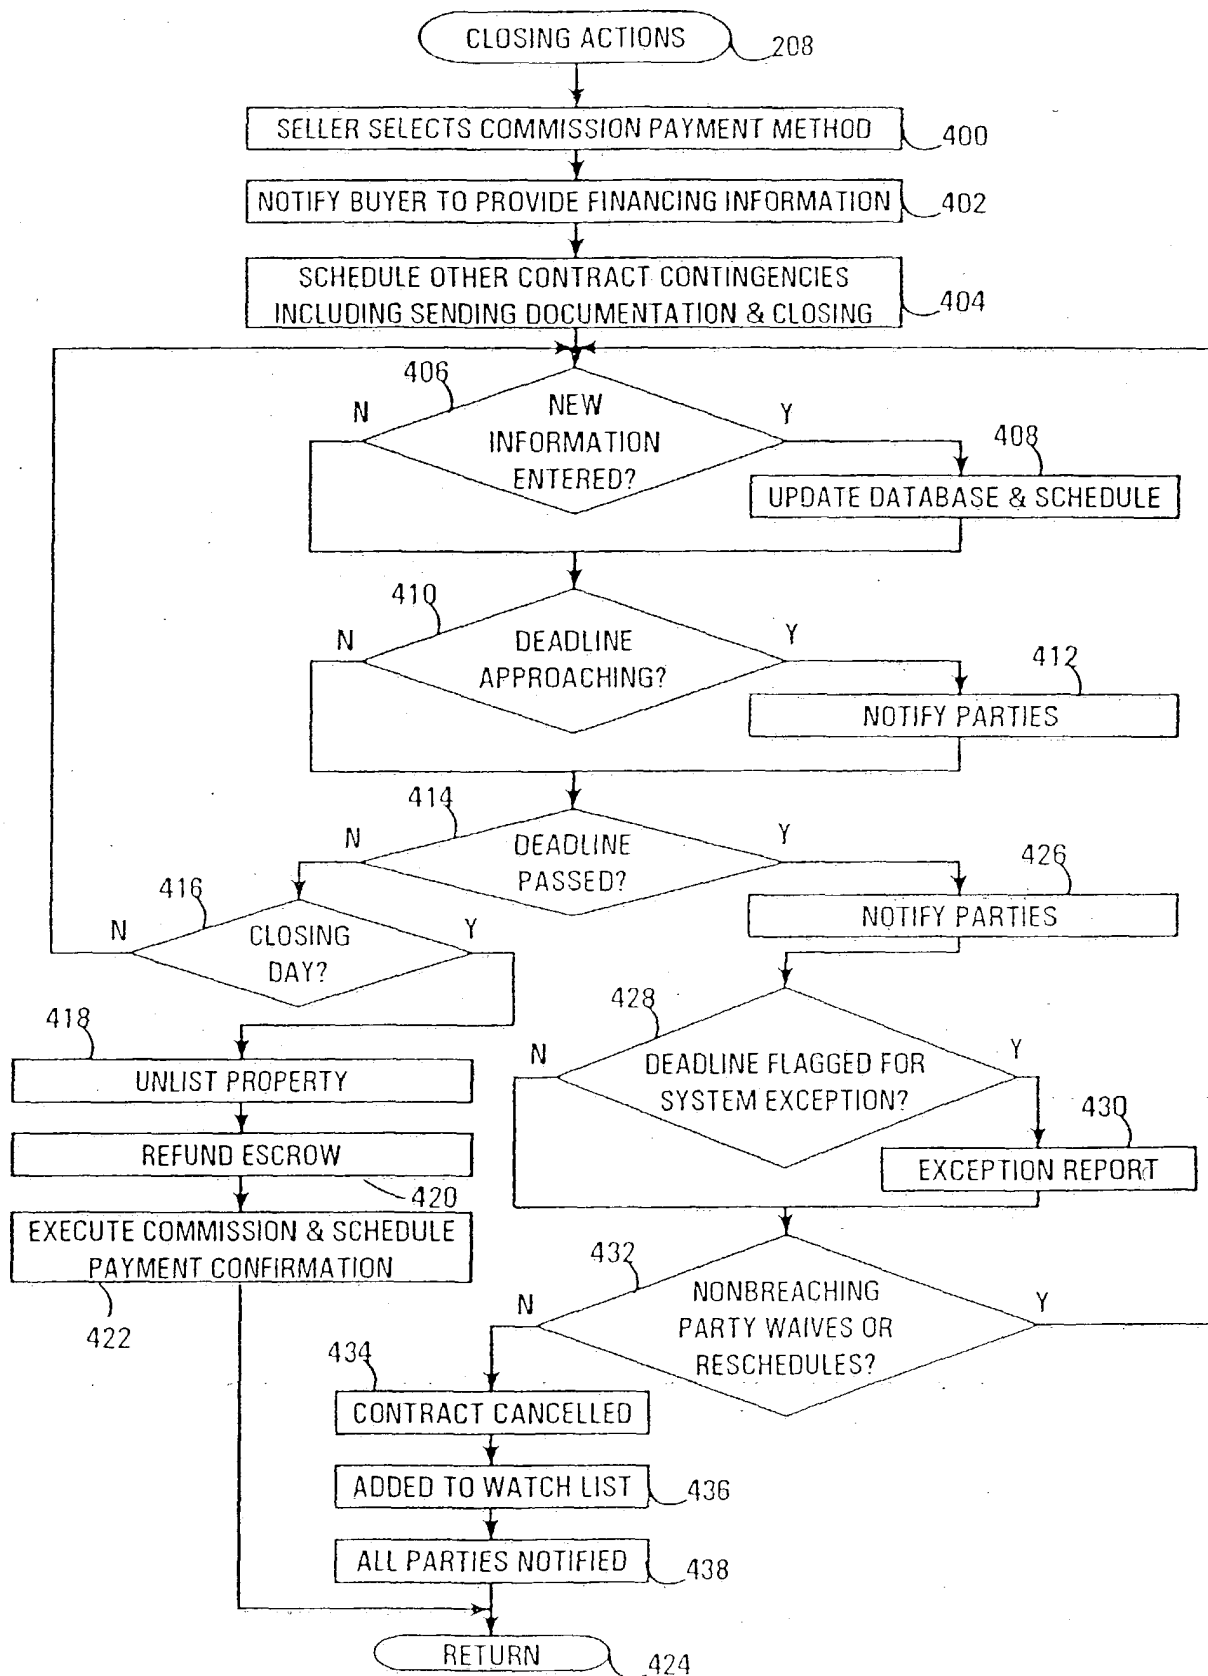 CLOSING ACTIONS
208
SELLER SELECTS COMMISSION PAYMENT METHOD
400
NOTIFY BUYER TO PROVIDE FINANCING INFORMATION
402
SCHEDULE OTHER CONTRACT CONTINGENCIES
INCLUDING SENDING DOCUMENTATION & CLOSING
404
406
N
NEW
INFORMATION
ENTERED?
Y
408
UPDATE DATABASE & SCHEDULE
410
N
DEADLINE
APPROACHING?
Y
412
NOTIFY PARTIES
414
N
DEADLINE
PASSED?
Y
426
NOTIFY PARTIES
416
N
CLOSING
DAY?
Y
418
UNLIST PROPERTY
REFUND ESCROW
420
EXECUTE COMMISSION & SCHEDULE
PAYMENT CONFIRMATION
422
428
N
DEADLINE FLAGGED FOR
SYSTEM EXCEPTION?
Y
430
EXCEPTION REPORT
432
N
NONBREACHING
PARTY WAIVES OR
RESCHEDULES?
Y
434
CONTRACT CANCELLED
ADDED TO WATCH LIST
436
ALL PARTIES NOTIFIED
438
RETURN
424